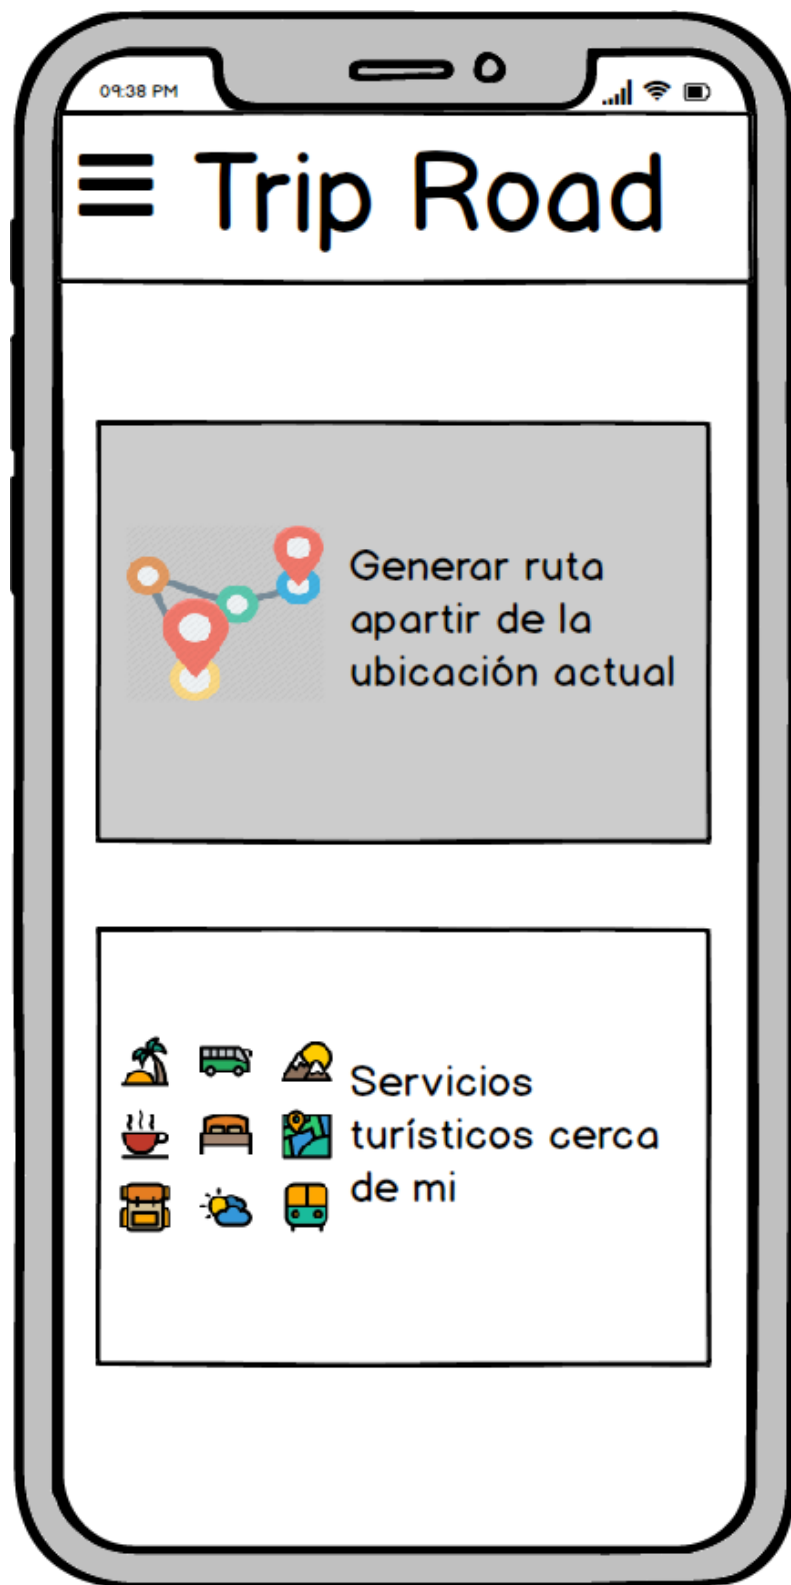 09:38 PM
Trip Road
Generar ruta
apartir de la
ubicación actual
Servicios
turísticos cerca
de mi